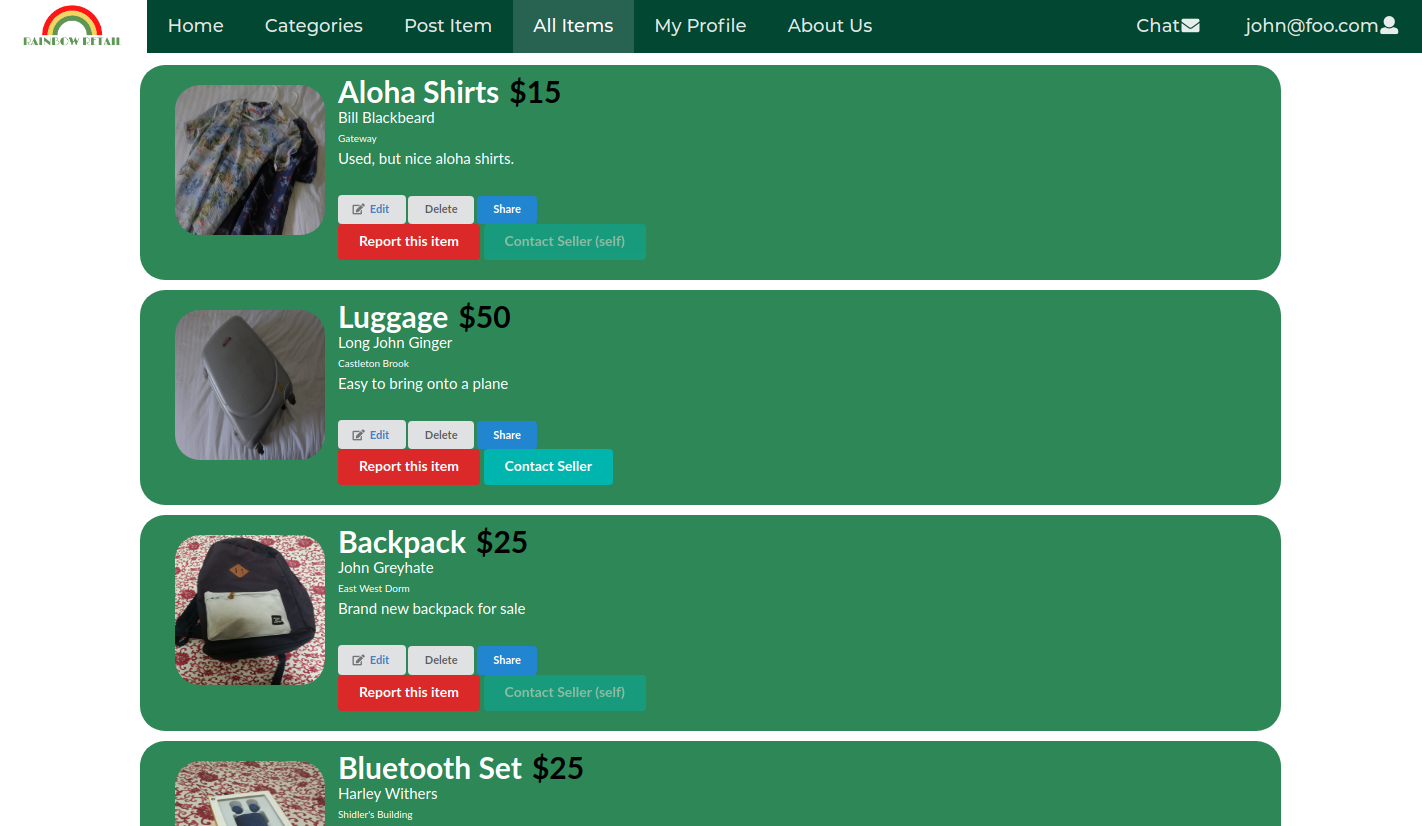 RAINBOW RETAIL
Home Categories Post Item All Items My Profile About Us Chat john@foo.com
Aloha Shirts $15
Bill Blackbeard
Gateway
Used, but nice aloha shirts.
Edit Delete Share
Report this item Contact Seller (self)
Luggage $50
Long John Ginger
Castleton Brook
Easy to bring onto a plane
Edit Delete Share
Report this item Contact Seller
Backpack $25
John Greyhate
East West Dorm
Brand new backpack for sale
Edit Delete Share
Report this item Contact Seller (self)
Bluetooth Set $25
Harley Withers
Shidler's Building